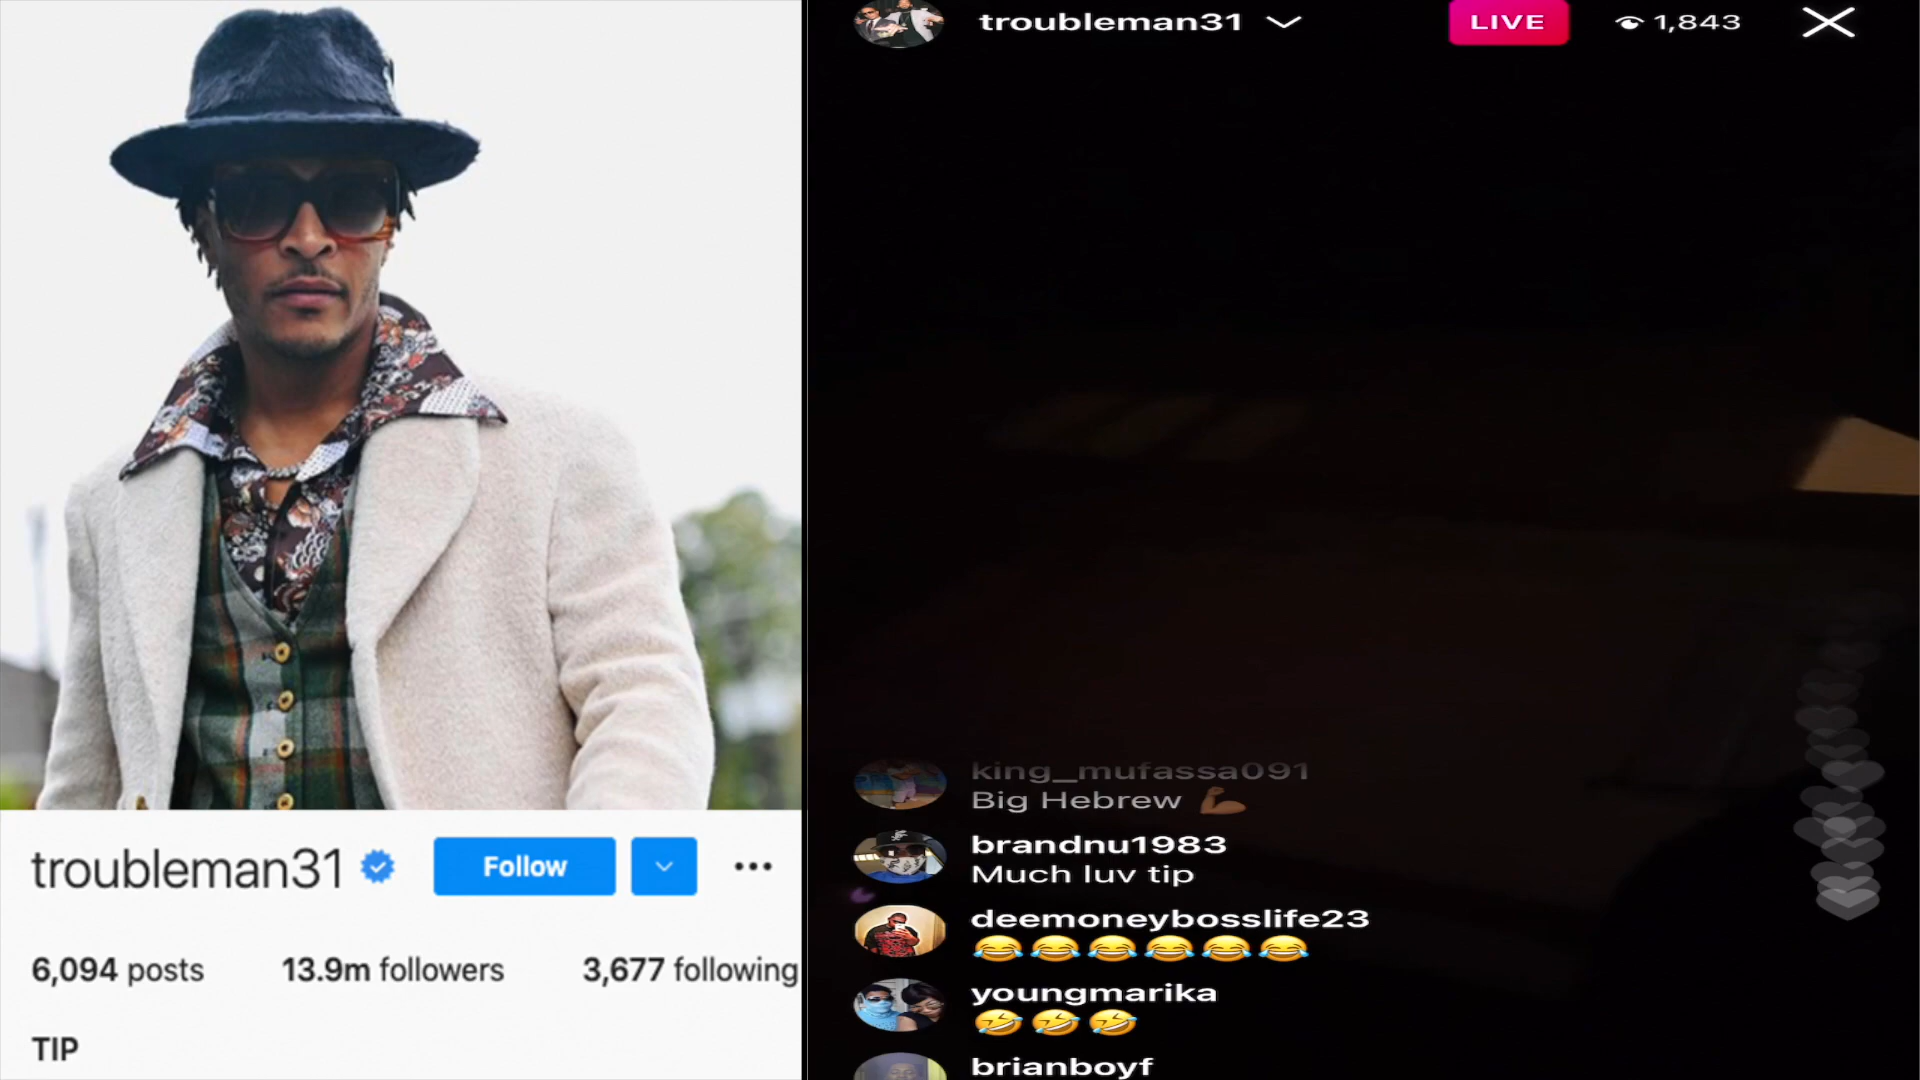 troubleman31
Follow
6,094 posts 13.9m followers 3,677 following
TIP
troubleman31 LIVE 1,843
king_mufassa091
Big Hebrew 💪🏾
brandnu1983
Much luv tip
deemoneybosslife23
😂😂😂😂😂😂
youngmarika
🤣🤣🤣
brianboyf